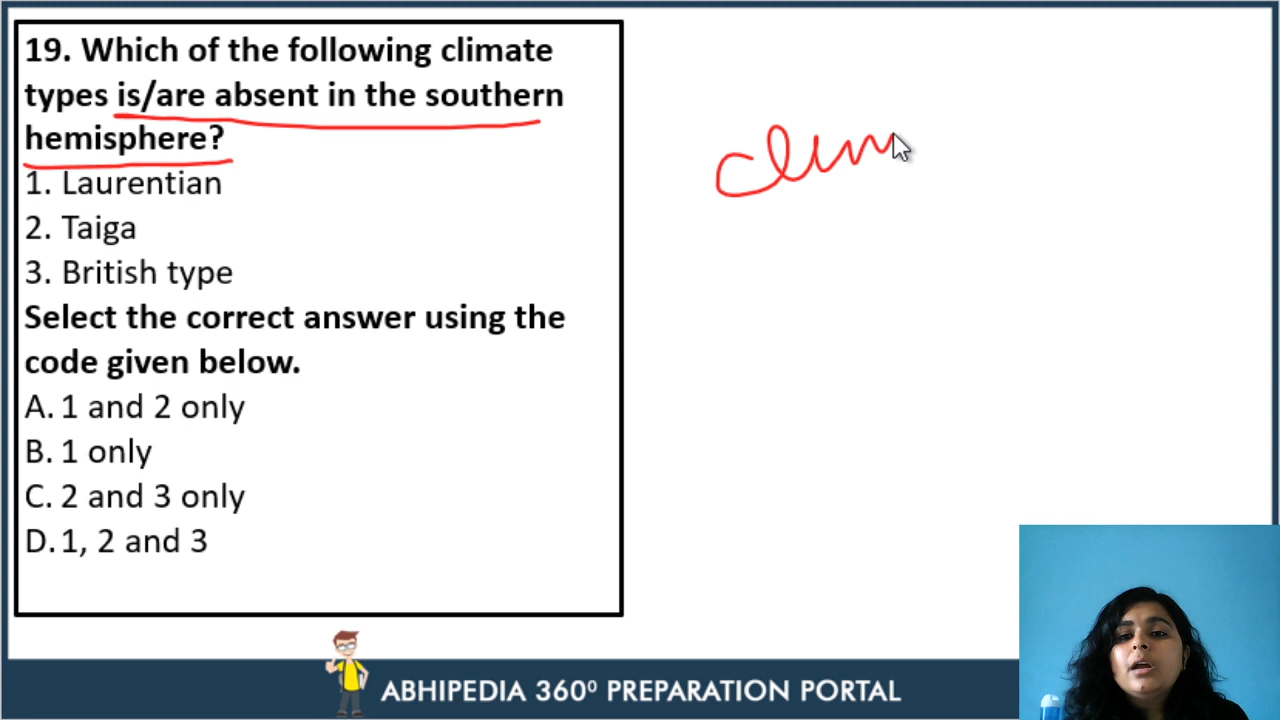 19. Which of the following climate
types is/are absent in the southern
hemisphere?
1. Laurentian
2. Taiga
3. British type
Select the correct answer using the
code given below.
A. 1 and 2 only
B. 1 only
C. 2 and 3 only
D. 1, 2 and 3
clim
ABHIPEDIA 360⁰ PREPARATION PORTAL